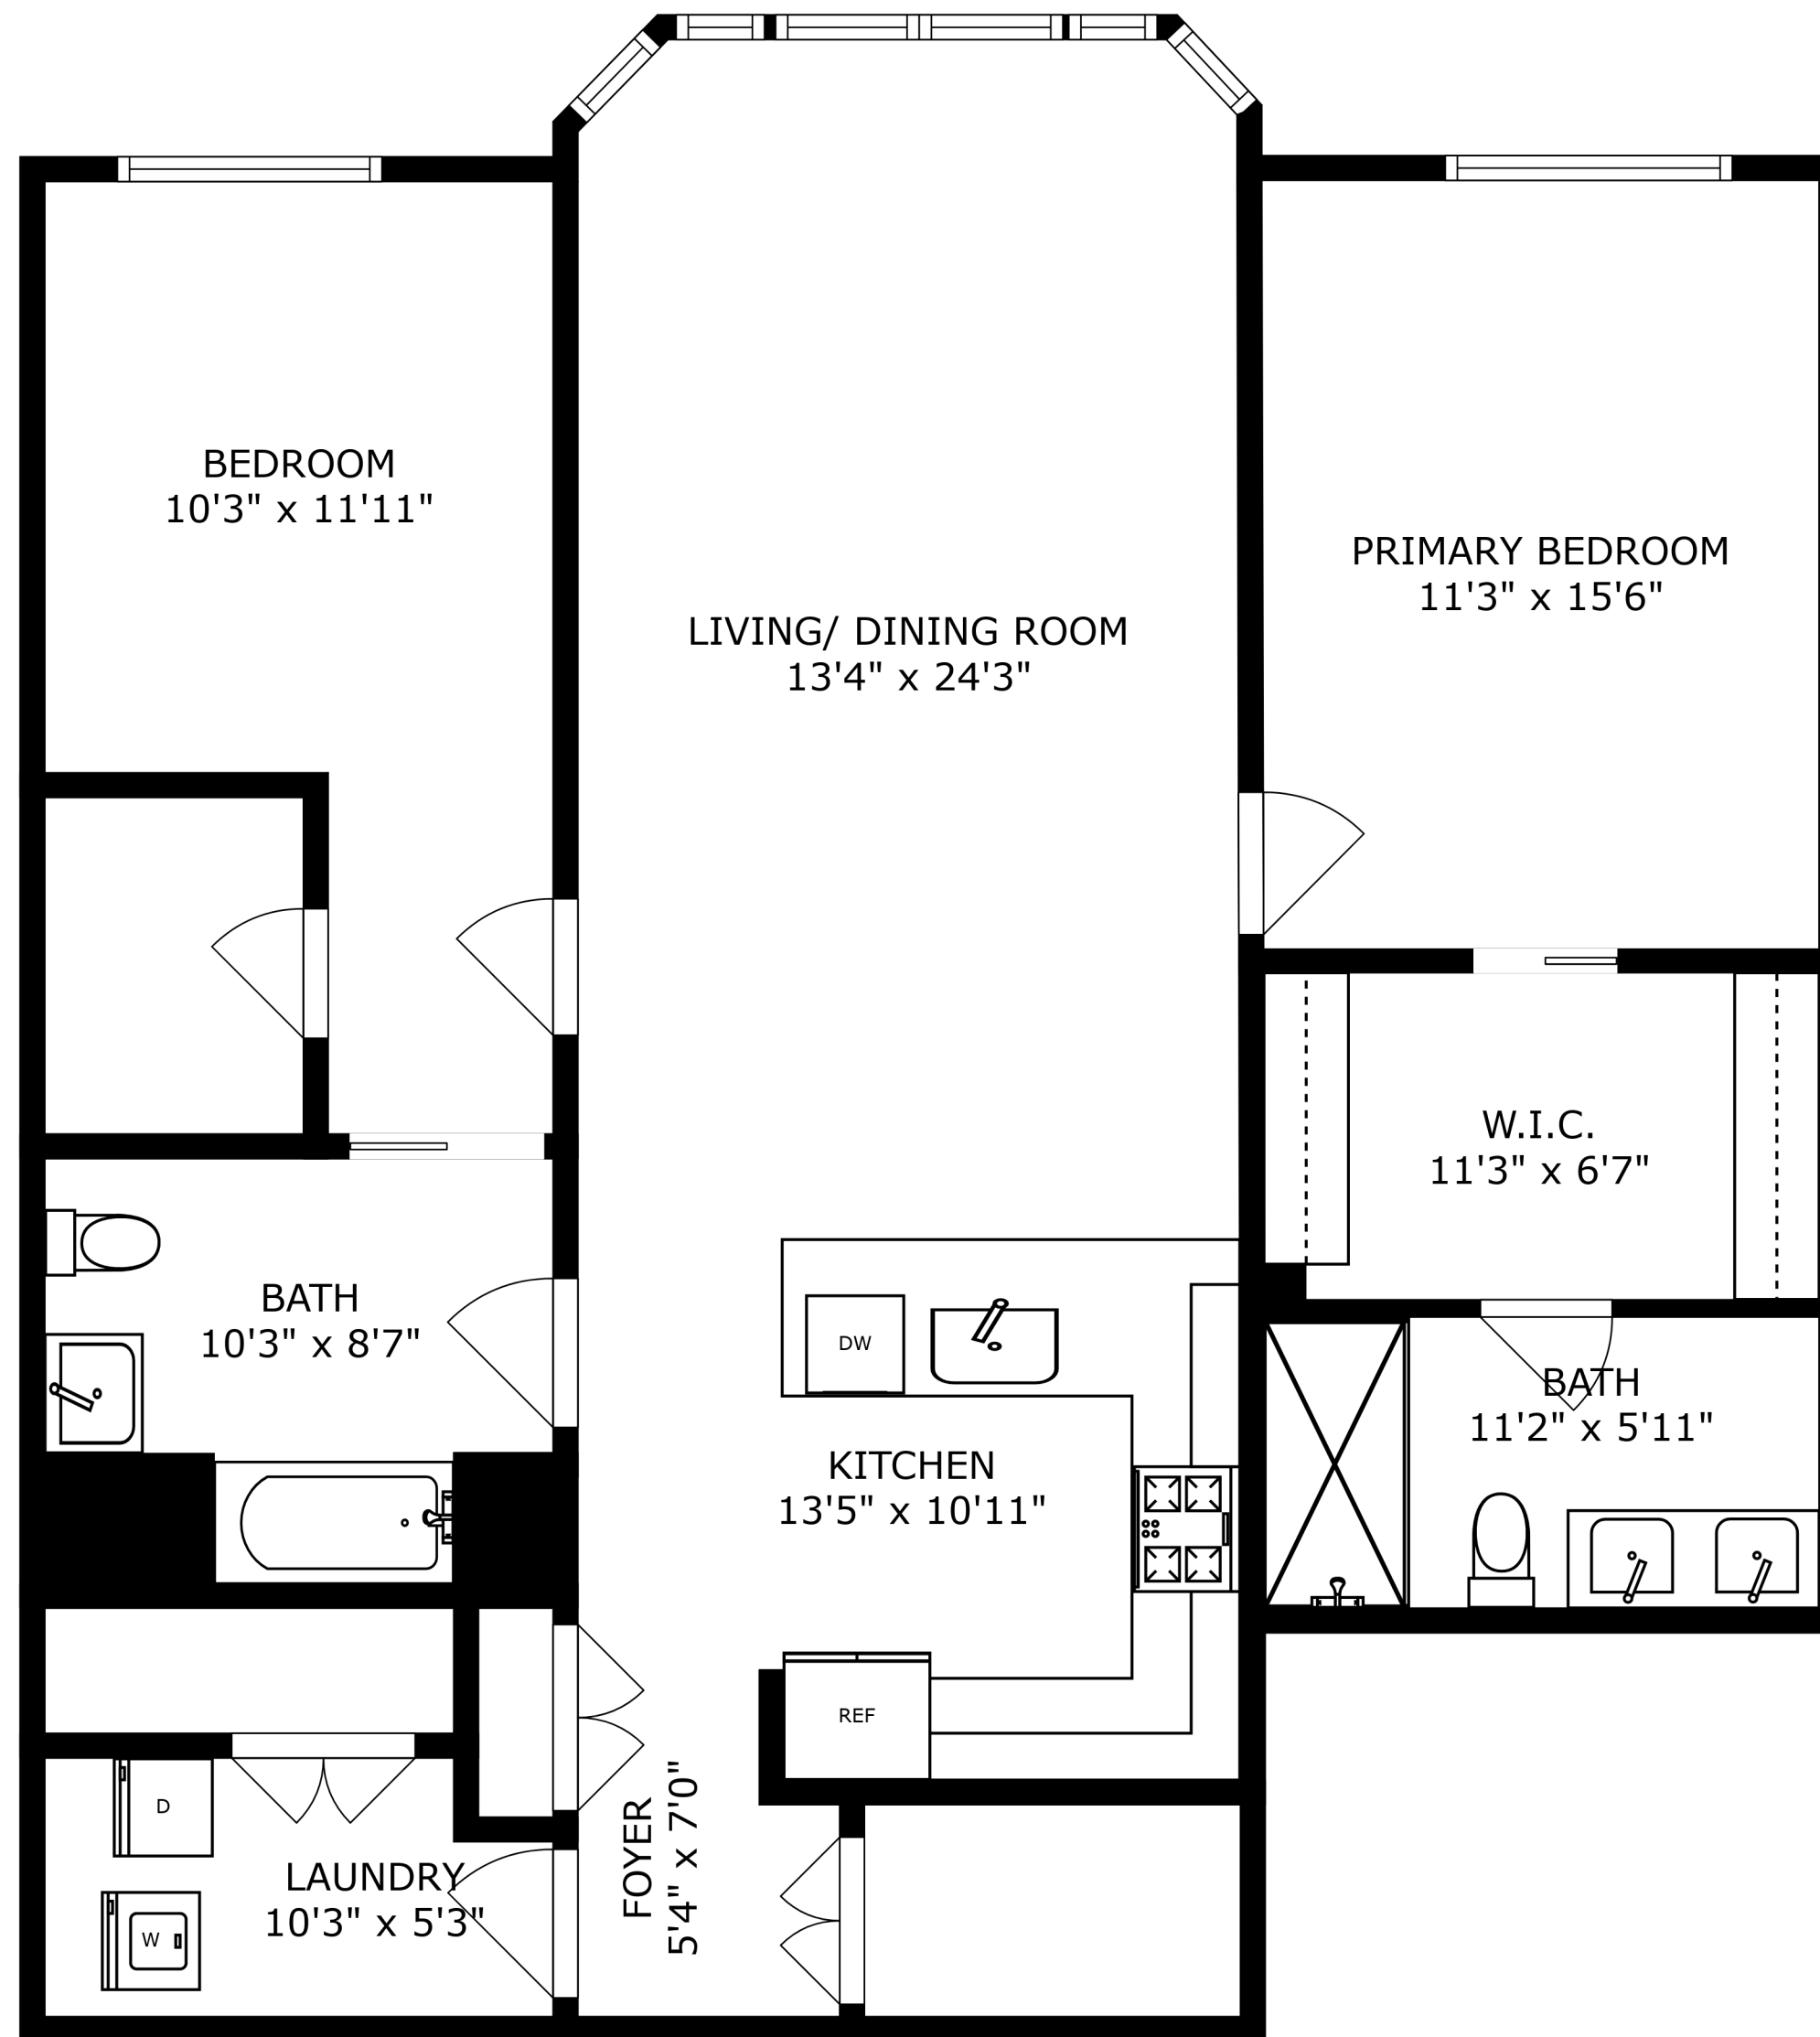 BEDROOM
10'3" x 11'11"
PRIMARY BEDROOM
11'3" x 15'6"
LIVING/ DINING ROOM
13'4" x 24'3"
W.I.C.
11'3" x 6'7"
BATH
10'3" x 8'7"
DW
BATH
11'2" x 5'11"
KITCHEN
13'5" x 10'11"
REF
D
LAUNDRY
10'3" x 5'3"
W
FOYER
5'4" x 7'0"